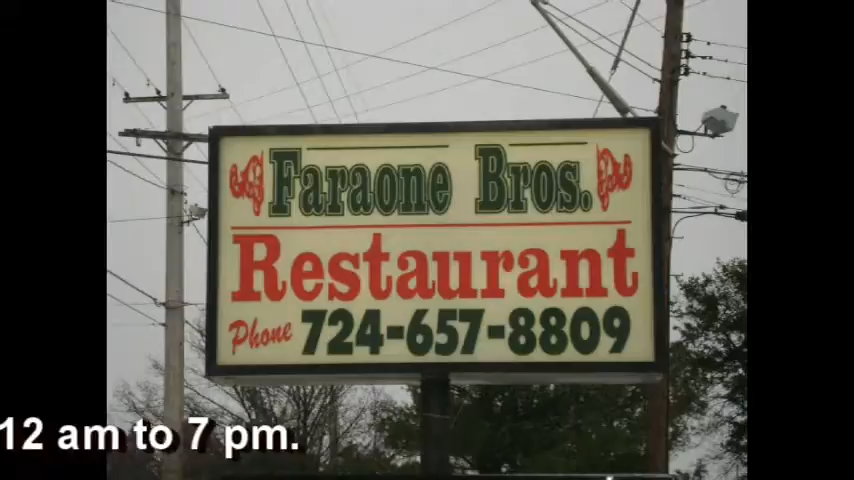 Faraone Bros.
Restaurant
Phone 724-657-8809
12 am to 7 pm.